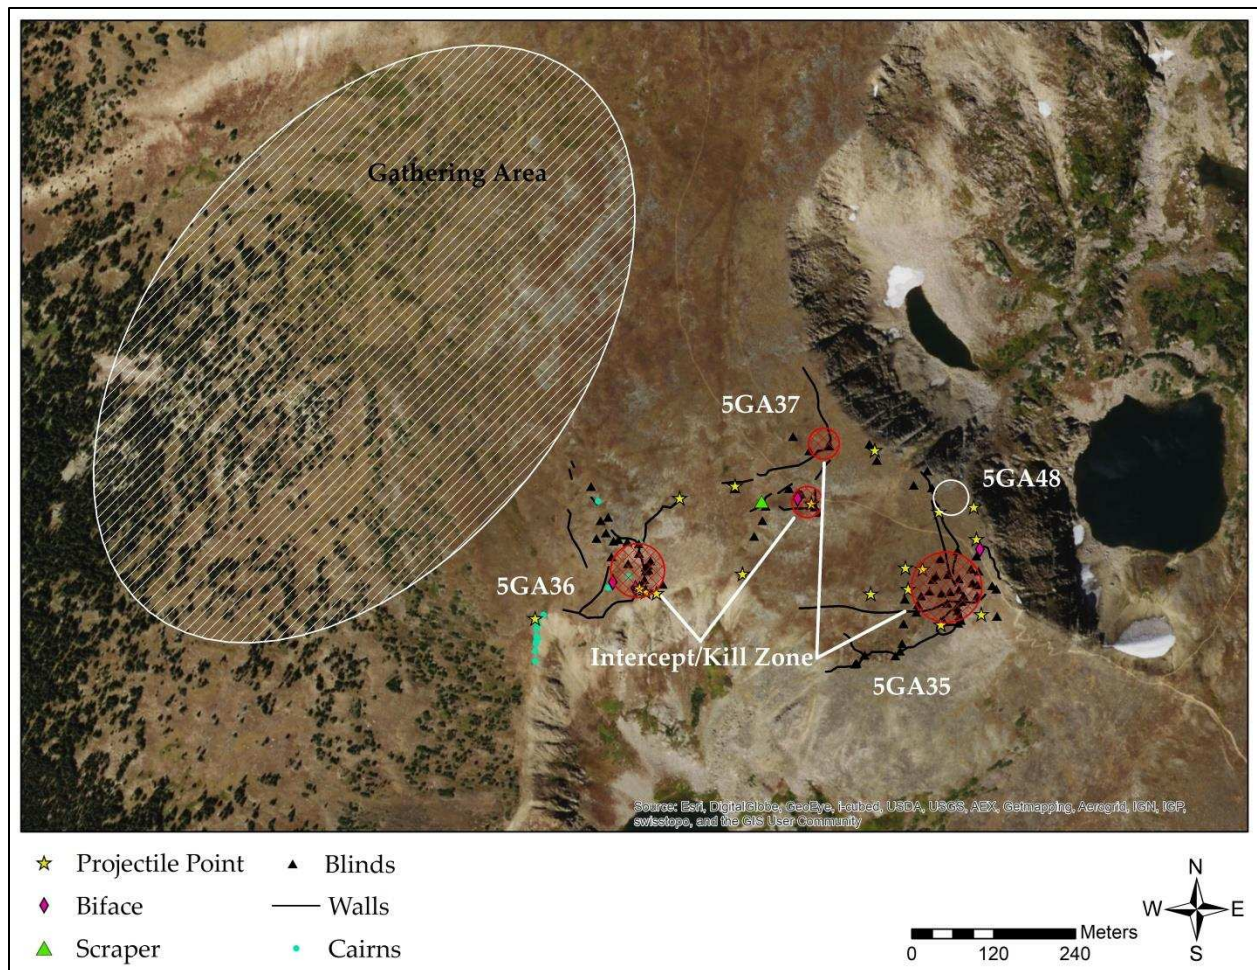 Gathering Area
5GA37
5GA48
5GA36
Intercept/Kill Zone
5GA35
Source: Esri, DigitalGlobe, GeoEye, i-cubed, USDA, USGS, AEX, Getmapping, Aerogrid, IGN, IGP,
swisstopo, and the GIS User Community
Projectile Point
Blinds
Biface
Walls
Scraper
Cairns
N
W
E
S
Meters
0 120 240